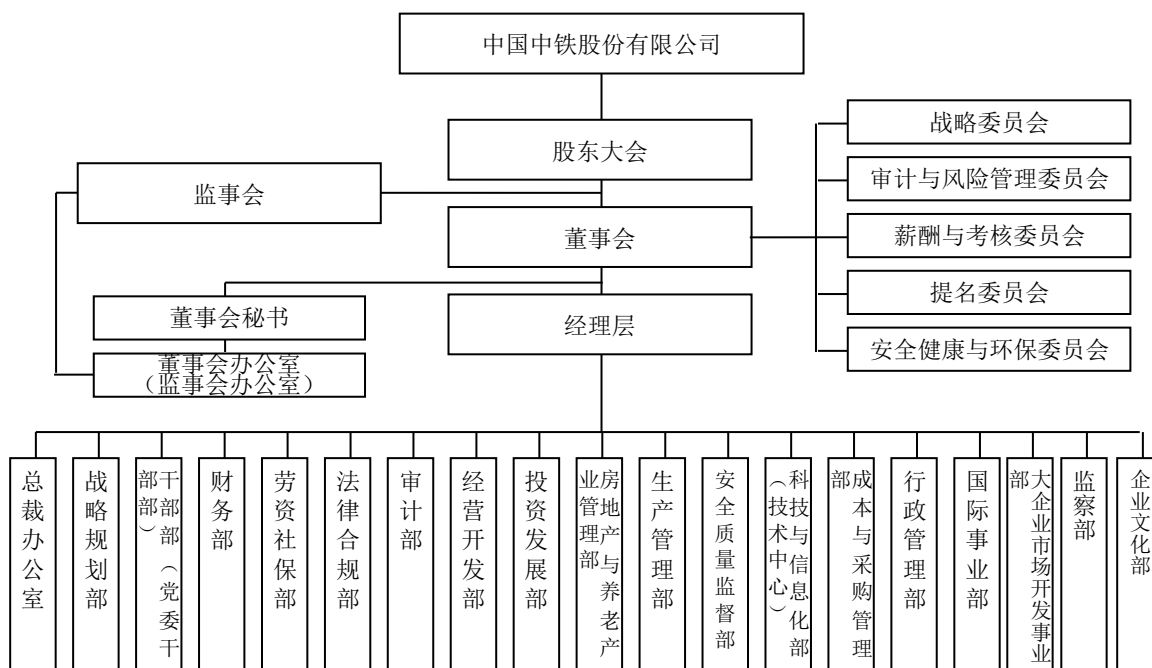 中国中铁股份有限公司
股东大会
监事会
董事会
董事会秘书
经理层
董事会办公室
（监事会办公室）
战略委员会
审计与风险管理委员会
薪酬与考核委员会
提名委员会
安全健康与环保委员会
总裁办公室
战略规划部
干部部（党委干
部部）
财务部
劳资社保部
法律合规部
审计部
经营开发部
投资发展部
房地产与养老产
业管理部
生产管理部
安全质量监督部
科技与信息化部
（技术中心）
成本与采购管理
部
行政管理部
国际事业部
大企业市场开发事业
部
监察部
企业文化部